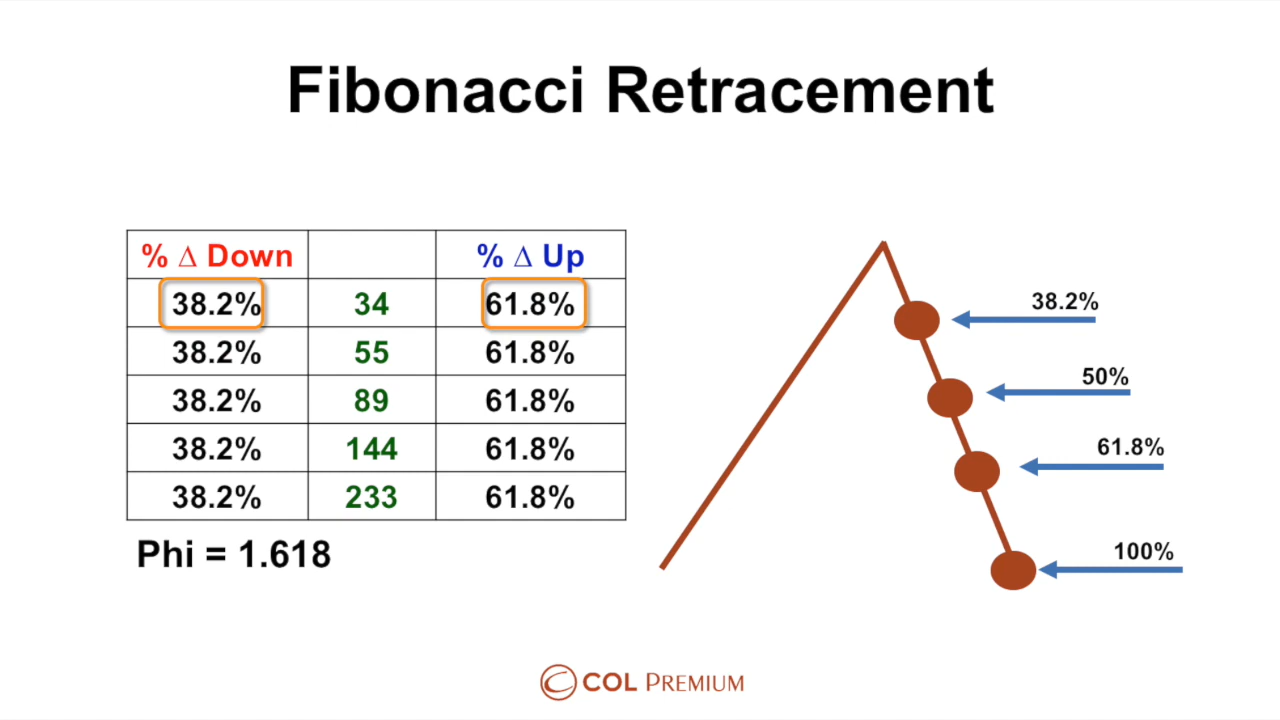 Fibonacci Retracement
% Δ Down % Δ Up
38.2% 34 61.8%
38.2% 55 61.8%
38.2% 89 61.8%
38.2% 144 61.8%
38.2% 233 61.8%
Phi = 1.618
38.2%
50%
61.8%
100%
COL PREMIUM